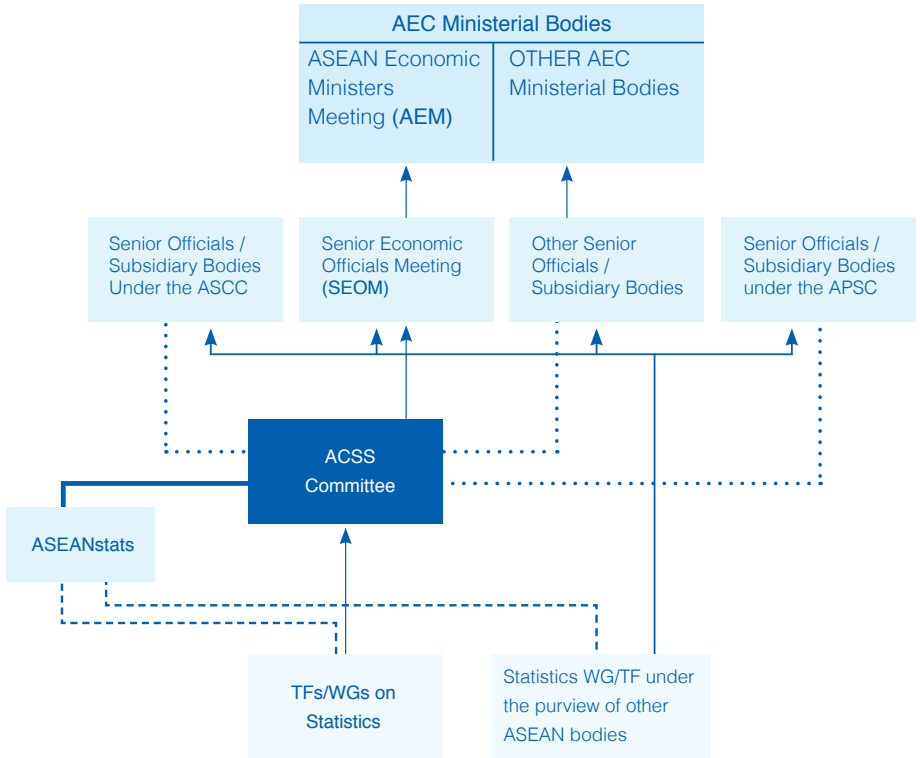 AEC Ministerial Bodies
ASEAN Economic
Ministers
Meeting (AEM)
OTHER AEC
Ministerial Bodies
Senior Officials /
Subsidiary Bodies
Under the ASCC
Senior Economic
Officials Meeting
(SEOM)
Other Senior
Officials /
Subsidiary Bodies
Senior Officials /
Subsidiary Bodies
under the APSC
ACSS
Committee
ASEANstats
TFs/WGs on
Statistics
Statistics WG/TF under
the purview of other
ASEAN bodies